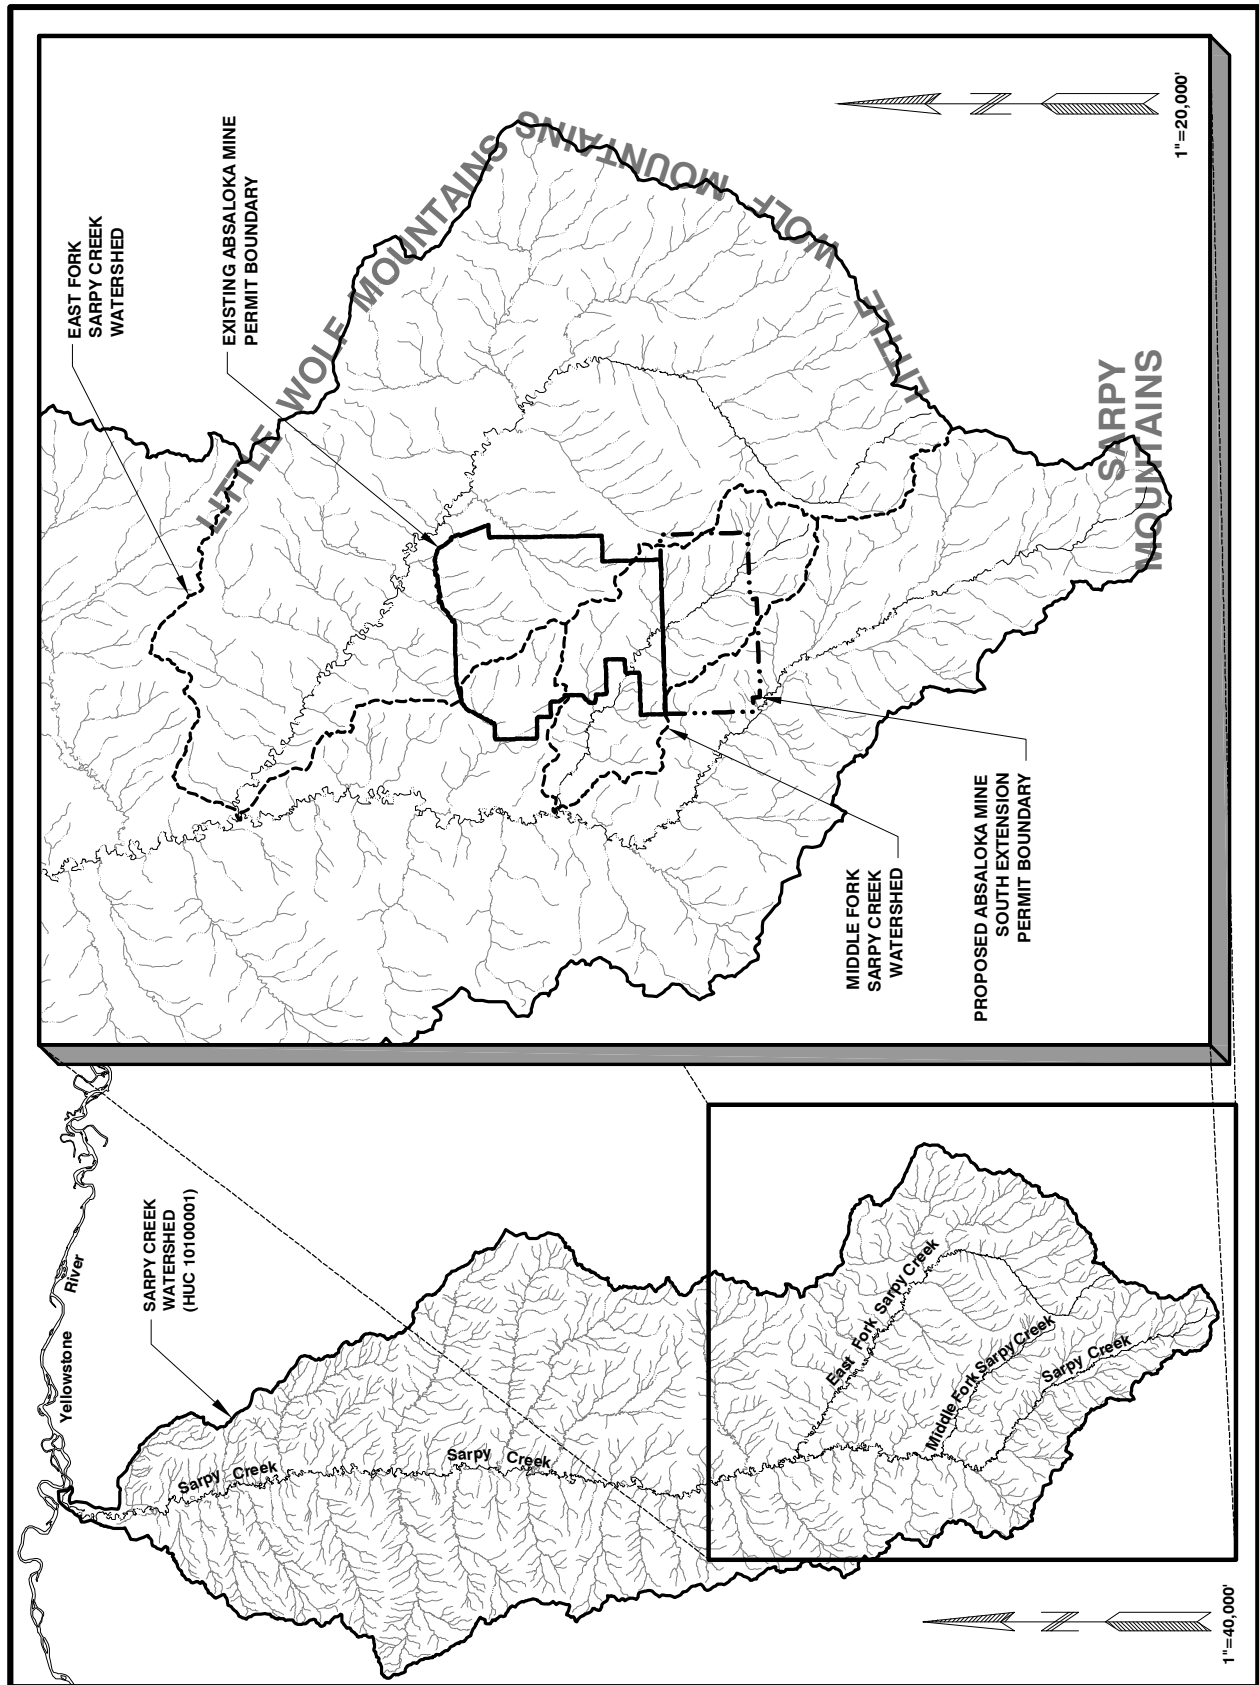 EAST FORK
SARPY CREEK
WATERSHED
EXISTING ABSALOKA MINE
PERMIT BOUNDARY
LITTLE WOLF MOUNTAINS
LITTLE WOLF MOUNTAINS
SARPY
MOUNTAINS
N
1"=20,000'
MIDDLE FORK
SARPY CREEK
WATERSHED
PROPOSED ABSALOKA MINE
SOUTH EXTENSION
PERMIT BOUNDARY
Yellowstone River
SARPY CREEK
WATERSHED
(HUC 10100001)
Sarpy Creek
Sarpy Creek
East Fork Sarpy Creek
Middle Fork Sarpy Creek
Sarpy Creek
N
1"=40,000'